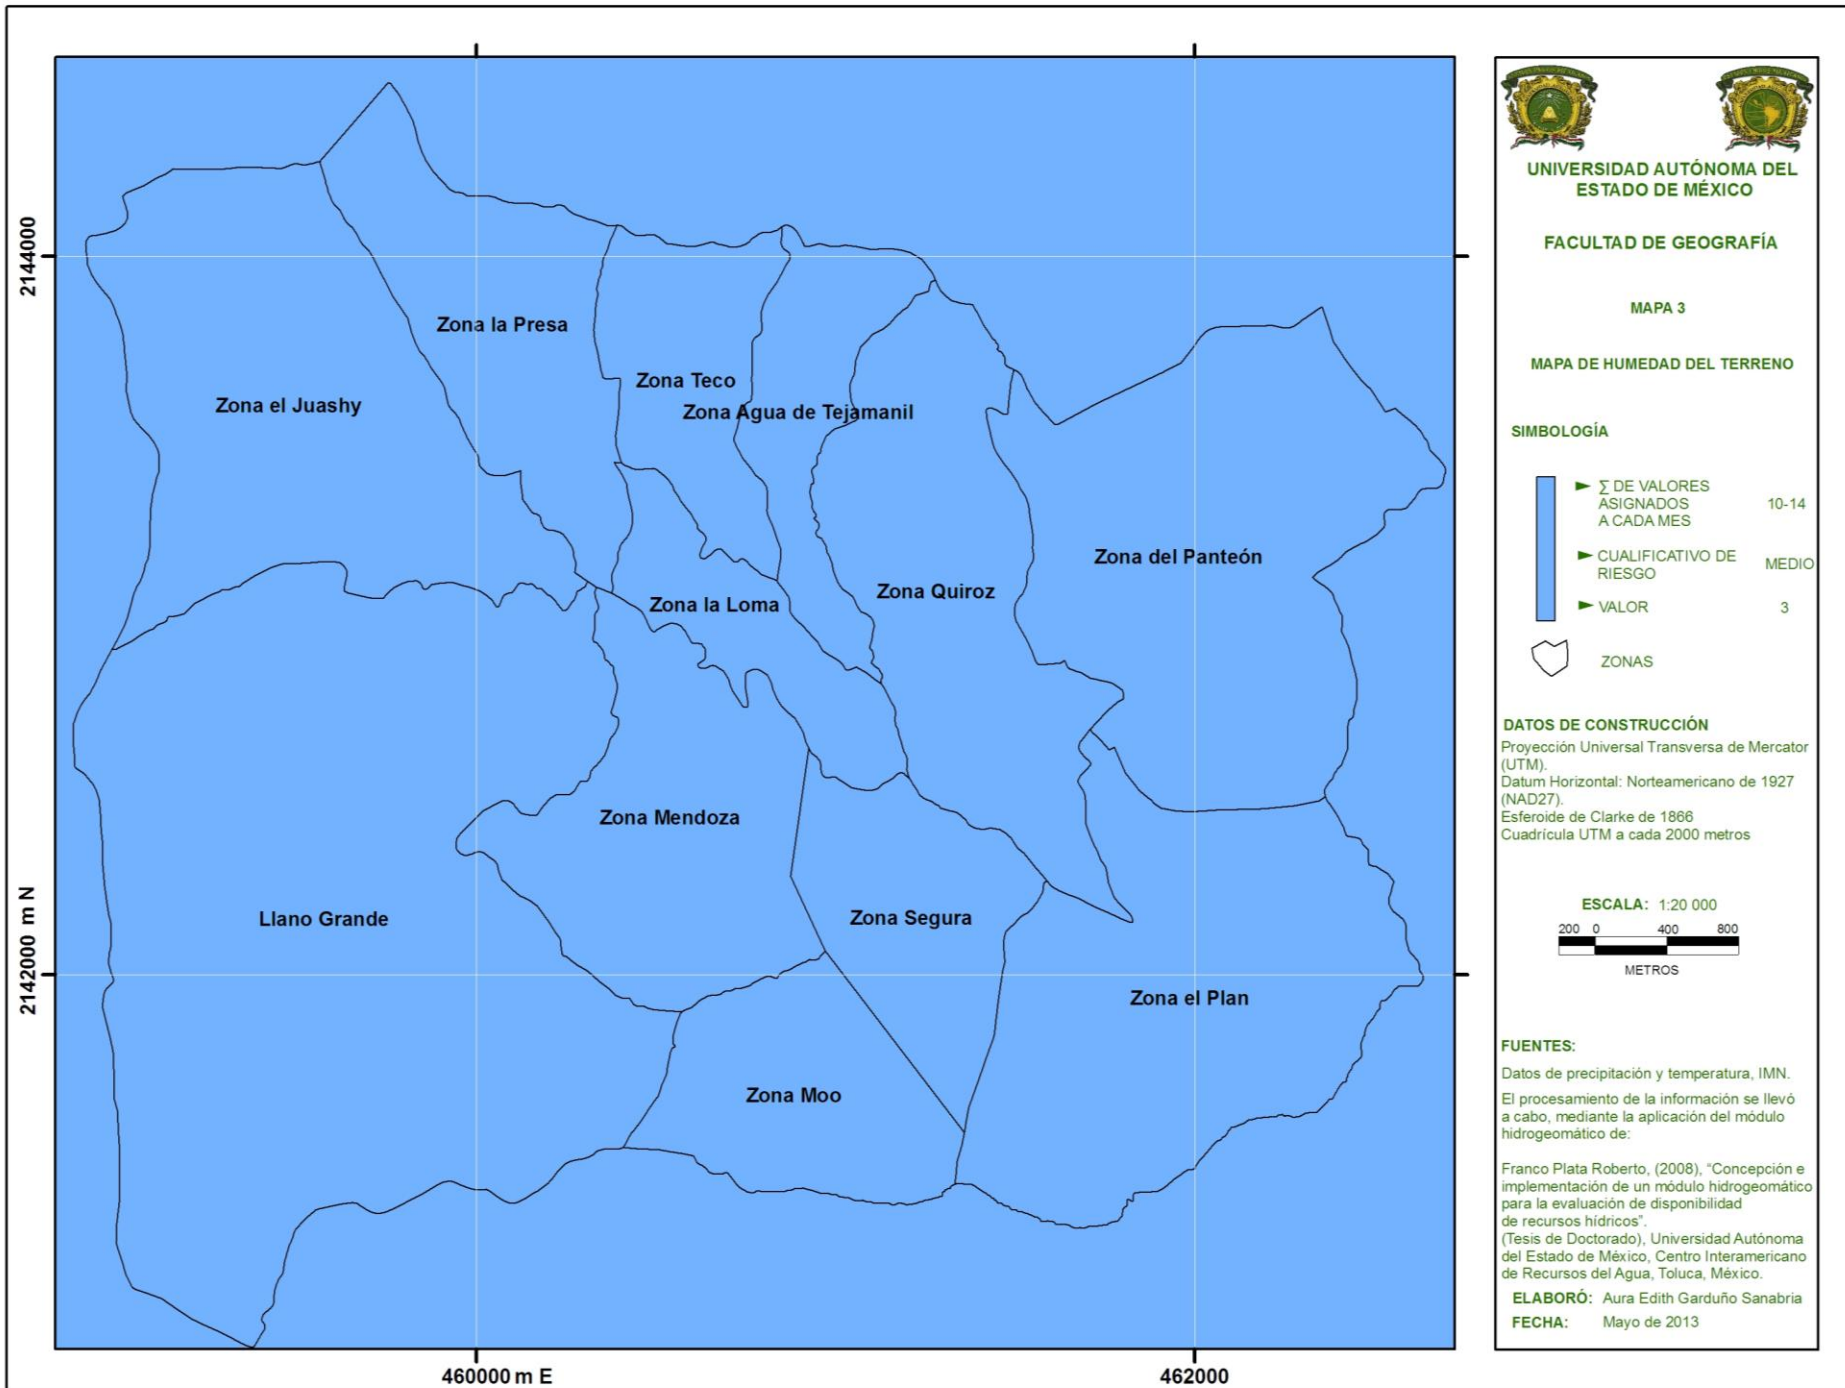 2144000
2142000 m N
460000 m E
462000
Zona la Presa
Zona Teco
Zona el Juashy
Zona Agua de Tejamanil
Zona del Panteón
Zona Quiroz
Zona la Loma
Zona Mendoza
Llano Grande
Zona Segura
Zona el Plan
Zona Moo
UNIVERSIDAD AUTÓNOMA DEL
ESTADO DE MÉXICO
FACULTAD DE GEOGRAFÍA
MAPA 3
MAPA DE HUMEDAD DEL TERRENO
SIMBOLOGÍA
∑ DE VALORES
ASIGNADOS 10-14
A CADA MES
CUALIFICATIVO DE
RIESGO MEDIO
VALOR 3
ZONAS
DATOS DE CONSTRUCCIÓN
Proyección Universal Transversa de Mercator
(UTM).
Datum Horizontal: Norteamericano de 1927
(NAD27).
Esferoide de Clarke de 1866
Cuadrícula UTM a cada 2000 metros
ESCALA: 1:20 000
200 0 400 800
METROS
FUENTES:
Datos de precipitación y temperatura, IMN.
El procesamiento de la información se llevó
a cabo, mediante la aplicación del módulo
hidrogeomático de:
Franco Plata Roberto, (2008), “Concepción e
implementación de un módulo hidrogeomático
para la evaluación de disponibilidad
de recursos hídricos”.
(Tesis de Doctorado), Universidad Autónoma
del Estado de México, Centro Interamericano
de Recursos del Agua, Toluca, México.
ELABORÓ: Aura Edith Garduño Sanabria
FECHA: Mayo de 2013